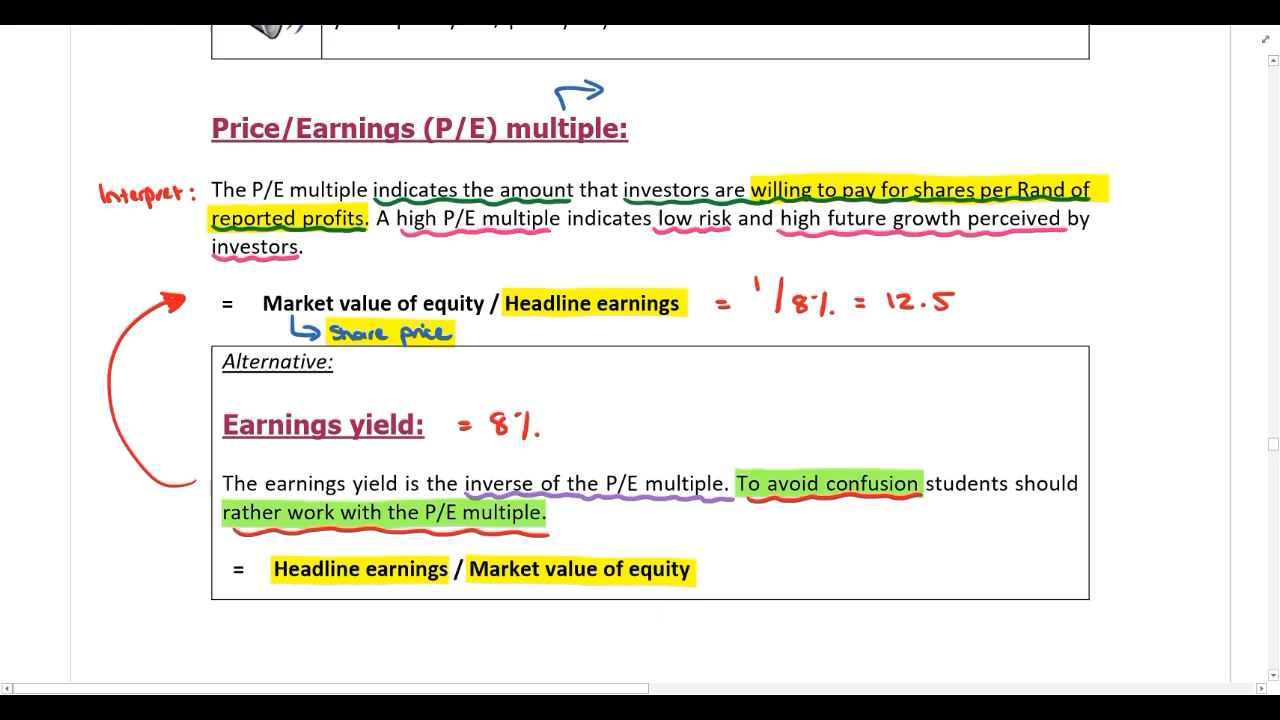 Price/Earnings (P/E) multiple:
Interpret: The P/E multiple indicates the amount that investors are willing to pay for shares per Rand of
reported profits. A high P/E multiple indicates low risk and high future growth perceived by
investors.
= Market value of equity / Headline earnings = 1/8% = 12.5
Share price
Alternative:
Earnings yield: = 8%
The earnings yield is the inverse of the P/E multiple. To avoid confusion students should
rather work with the P/E multiple.
= Headline earnings / Market value of equity